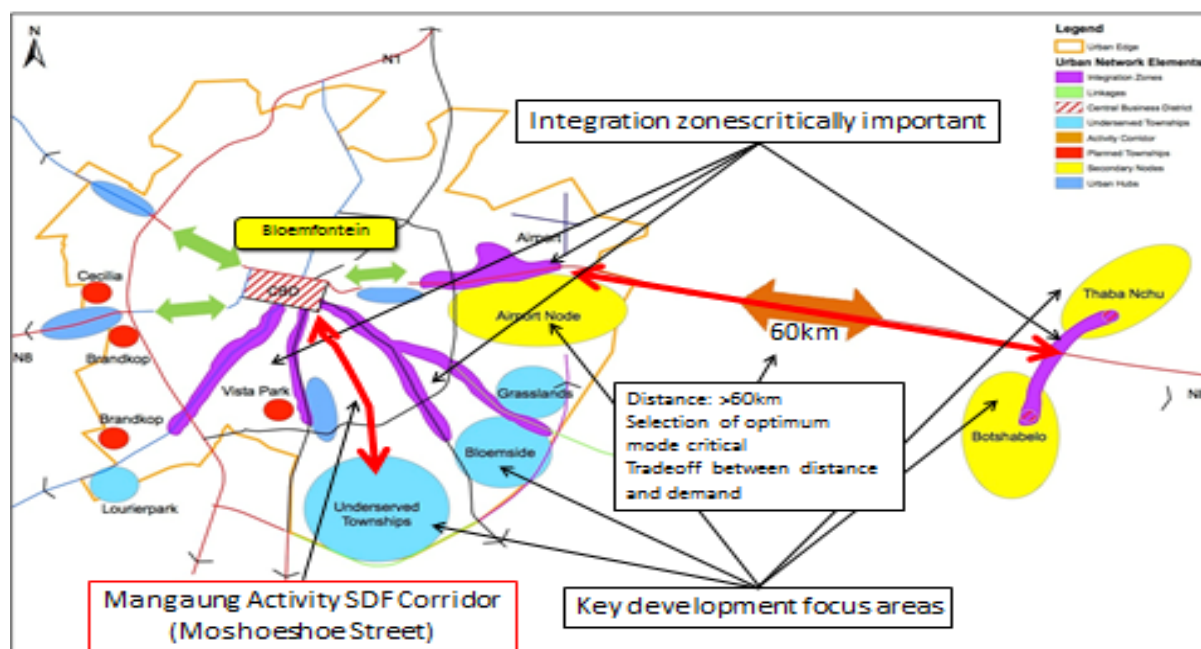 N
N1
Legend
Urban Edge
Urban Network Elements
Integration Zones
Linkages
Central Business District
Underserved Townships
Activity Corridor
Planned Townships
Secondary Nodes
Urban Hubs
Integration zonescritically important
Bloemfontein
Airport
Cecilia
CBD
Thaba Nchu
Airport Node
60km
N8
Brandkop
Vista Park
Grasslands
Distance: >60km
Selection of optimum
mode critical
Tradeoff between distance
and demand
Brandkop
Bloemside
Botshabelo
Lourierpark
Underserved
Townships
Mangaung Activity SDF Corridor
(Moshoeshoe Street)
Key development focus areas